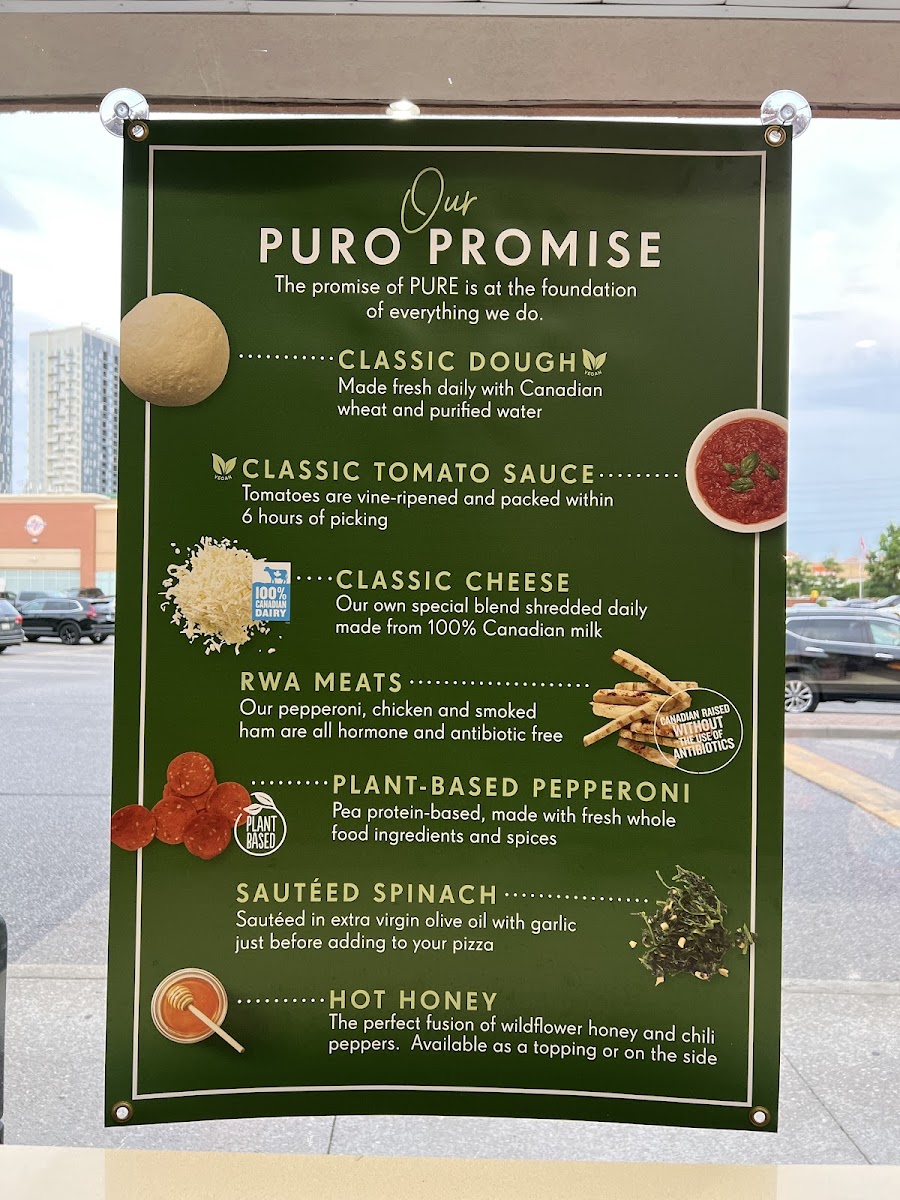 Our
PURO PROMISE
The promise of PURE is at the foundation
of everything we do.
CLASSIC DOUGH
VEGAN
Made fresh daily with Canadian
wheat and purified water
VEGAN
CLASSIC TOMATO SAUCE
Tomatoes are vine-ripened and packed within
6 hours of picking
100%
CANADIAN
DAIRY
CLASSIC CHEESE
Our own special blend shredded daily
made from 100% Canadian milk
RWA MEATS
Our pepperoni, chicken and smoked
ham are all hormone and antibiotic free
CANADIAN RAISED
WITHOUT
THE USE OF
ANTIBIOTICS
PLANT
BASED
PLANT-BASED PEPPERONI
Pea protein-based, made with fresh whole
food ingredients and spices
SAUTÉED SPINACH
Sautéed in extra virgin olive oil with garlic
just before adding to your pizza
HOT HONEY
The perfect fusion of wildflower honey and chili
peppers. Available as a topping or on the side